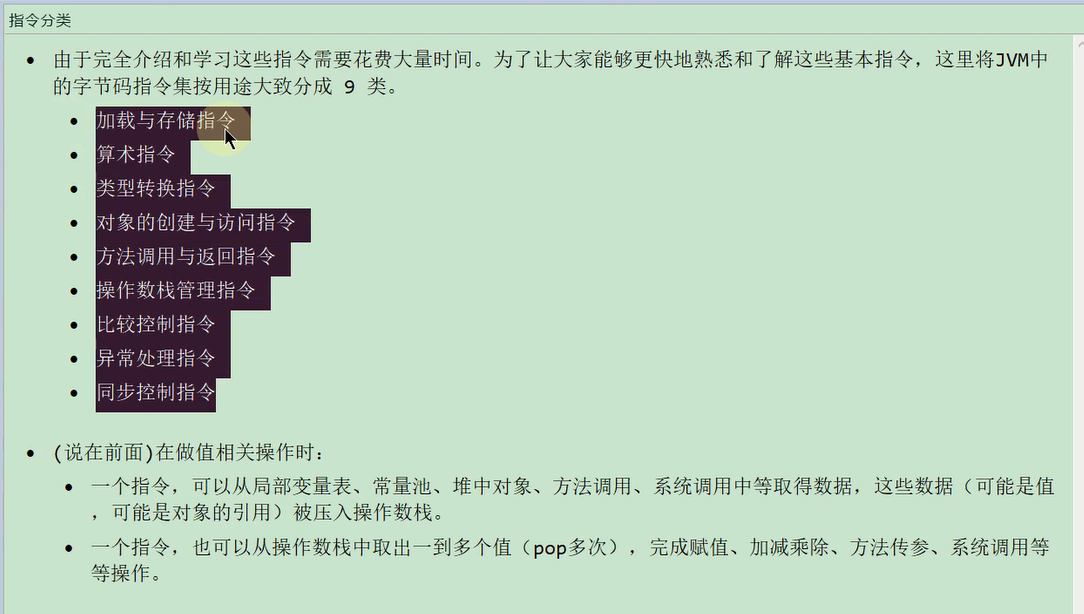 指令分类
• 由于完全介绍和学习这些指令需要花费大量时间。为了让大家能够更快地熟悉和了解这些基本指令，这里将JVM中
的字节码指令集按用途大致分成 9 类。
• 加载与存储指令
• 算术指令
• 类型转换指令
• 对象的创建与访问指令
• 方法调用与返回指令
• 操作数栈管理指令
• 比较控制指令
• 异常处理指令
• 同步控制指令
• (说在前面)在做值相关操作时：
• 一个指令，可以从局部变量表、常量池、堆中对象、方法调用、系统调用中等取得数据，这些数据（可能是值
，可能是对象的引用）被压入操作数栈。
• 一个指令，也可以从操作数栈中取出一到多个值（pop多次），完成赋值、加减乘除、方法传参、系统调用等
等操作。